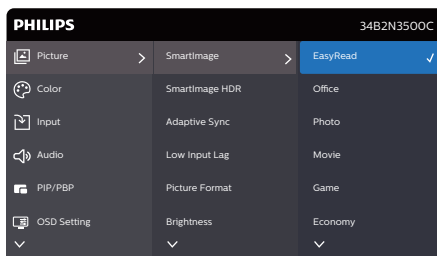 PHILIPS 34B2N3500C
Picture SmartImage EasyRead
Color SmartImage HDR Office
Input Adaptive Sync Photo
Audio Low Input Lag Movie
PIP/PBP Picture Format Game
OSD Setting Brightness Economy